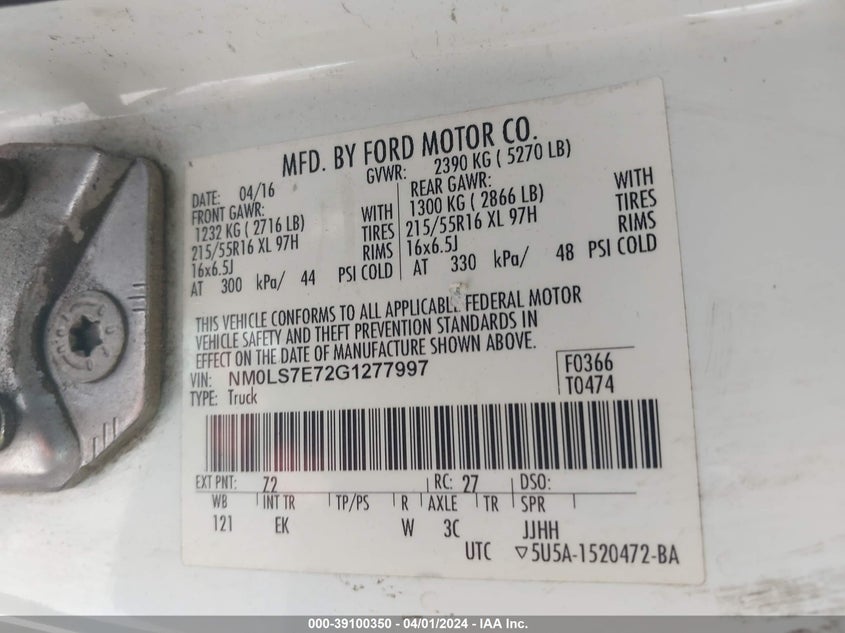 MFD. BY FORD MOTOR CO.
DATE: 04/16 GVWR: 2390 KG ( 5270 LB)
FRONT GAWR: REAR GAWR: WITH
1232 KG ( 2716 LB) WITH 1300 KG ( 2866 LB) TIRES
215/55R16 XL 97H TIRES 215/55R16 XL 97H RIMS
16x6.5J RIMS 16x6.5J
AT 300 kPa/ 44 PSI COLD AT 330 kPa/ 48 PSI COLD
THIS VEHICLE CONFORMS TO ALL APPLICABLE FEDERAL MOTOR
VEHICLE SAFETY AND THEFT PREVENTION STANDARDS IN
EFFECT ON THE DATE OF MANUFACTURE SHOWN ABOVE.
VIN: NM0LS7E72G1277997 F0366
TYPE: Truck T0474
EXT PNT: Z2 RC: 27 DSO:
WB INT TR TP/PS R AXLE TR SPR
121 EK W 3C JJHH
UTC ▽5U5A-1520472-BA
000-39100350 - 04/01/2024 - IAA Inc.